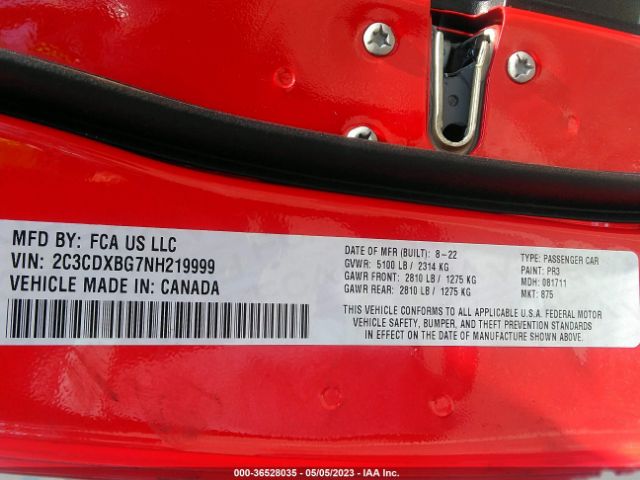 MFD BY: FCA US LLC
VIN: 2C3CDXBG7NH219999
VEHICLE MADE IN: CANADA
DATE OF MFR (BUILT): 8-22
GVWR: 5100 LB / 2314 KG
GAWR FRONT: 2810 LB / 1275 KG
GAWR REAR: 2810 LB / 1275 KG
TYPE: PASSENGER CAR
PAINT: PR3
MDH: 081711
MKT: 875
THIS VEHICLE CONFORMS TO ALL APPLICABLE U.S.A. FEDERAL MOTOR
VEHICLE SAFETY, BUMPER, AND THEFT PREVENTION STANDARDS
IN EFFECT ON THE DATE OF MANUFACTURE SHOWN ABOVE.
000-36528035 - 05/05/2023 - IAA Inc.